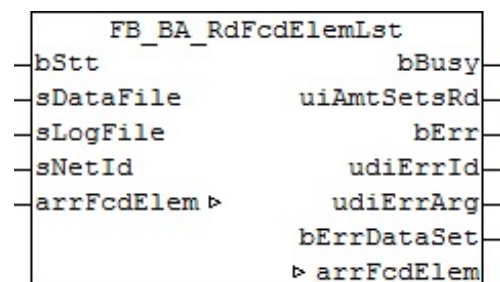 FB_BA_RdFcdElemLst
bStt bBusy
sDataFile uiAmtSetsRd
sLogFile bErr
sNetId udiErrId
arrFcdElem ▷ udiErrArg
bErrDataSet
▷ arrFcdElem